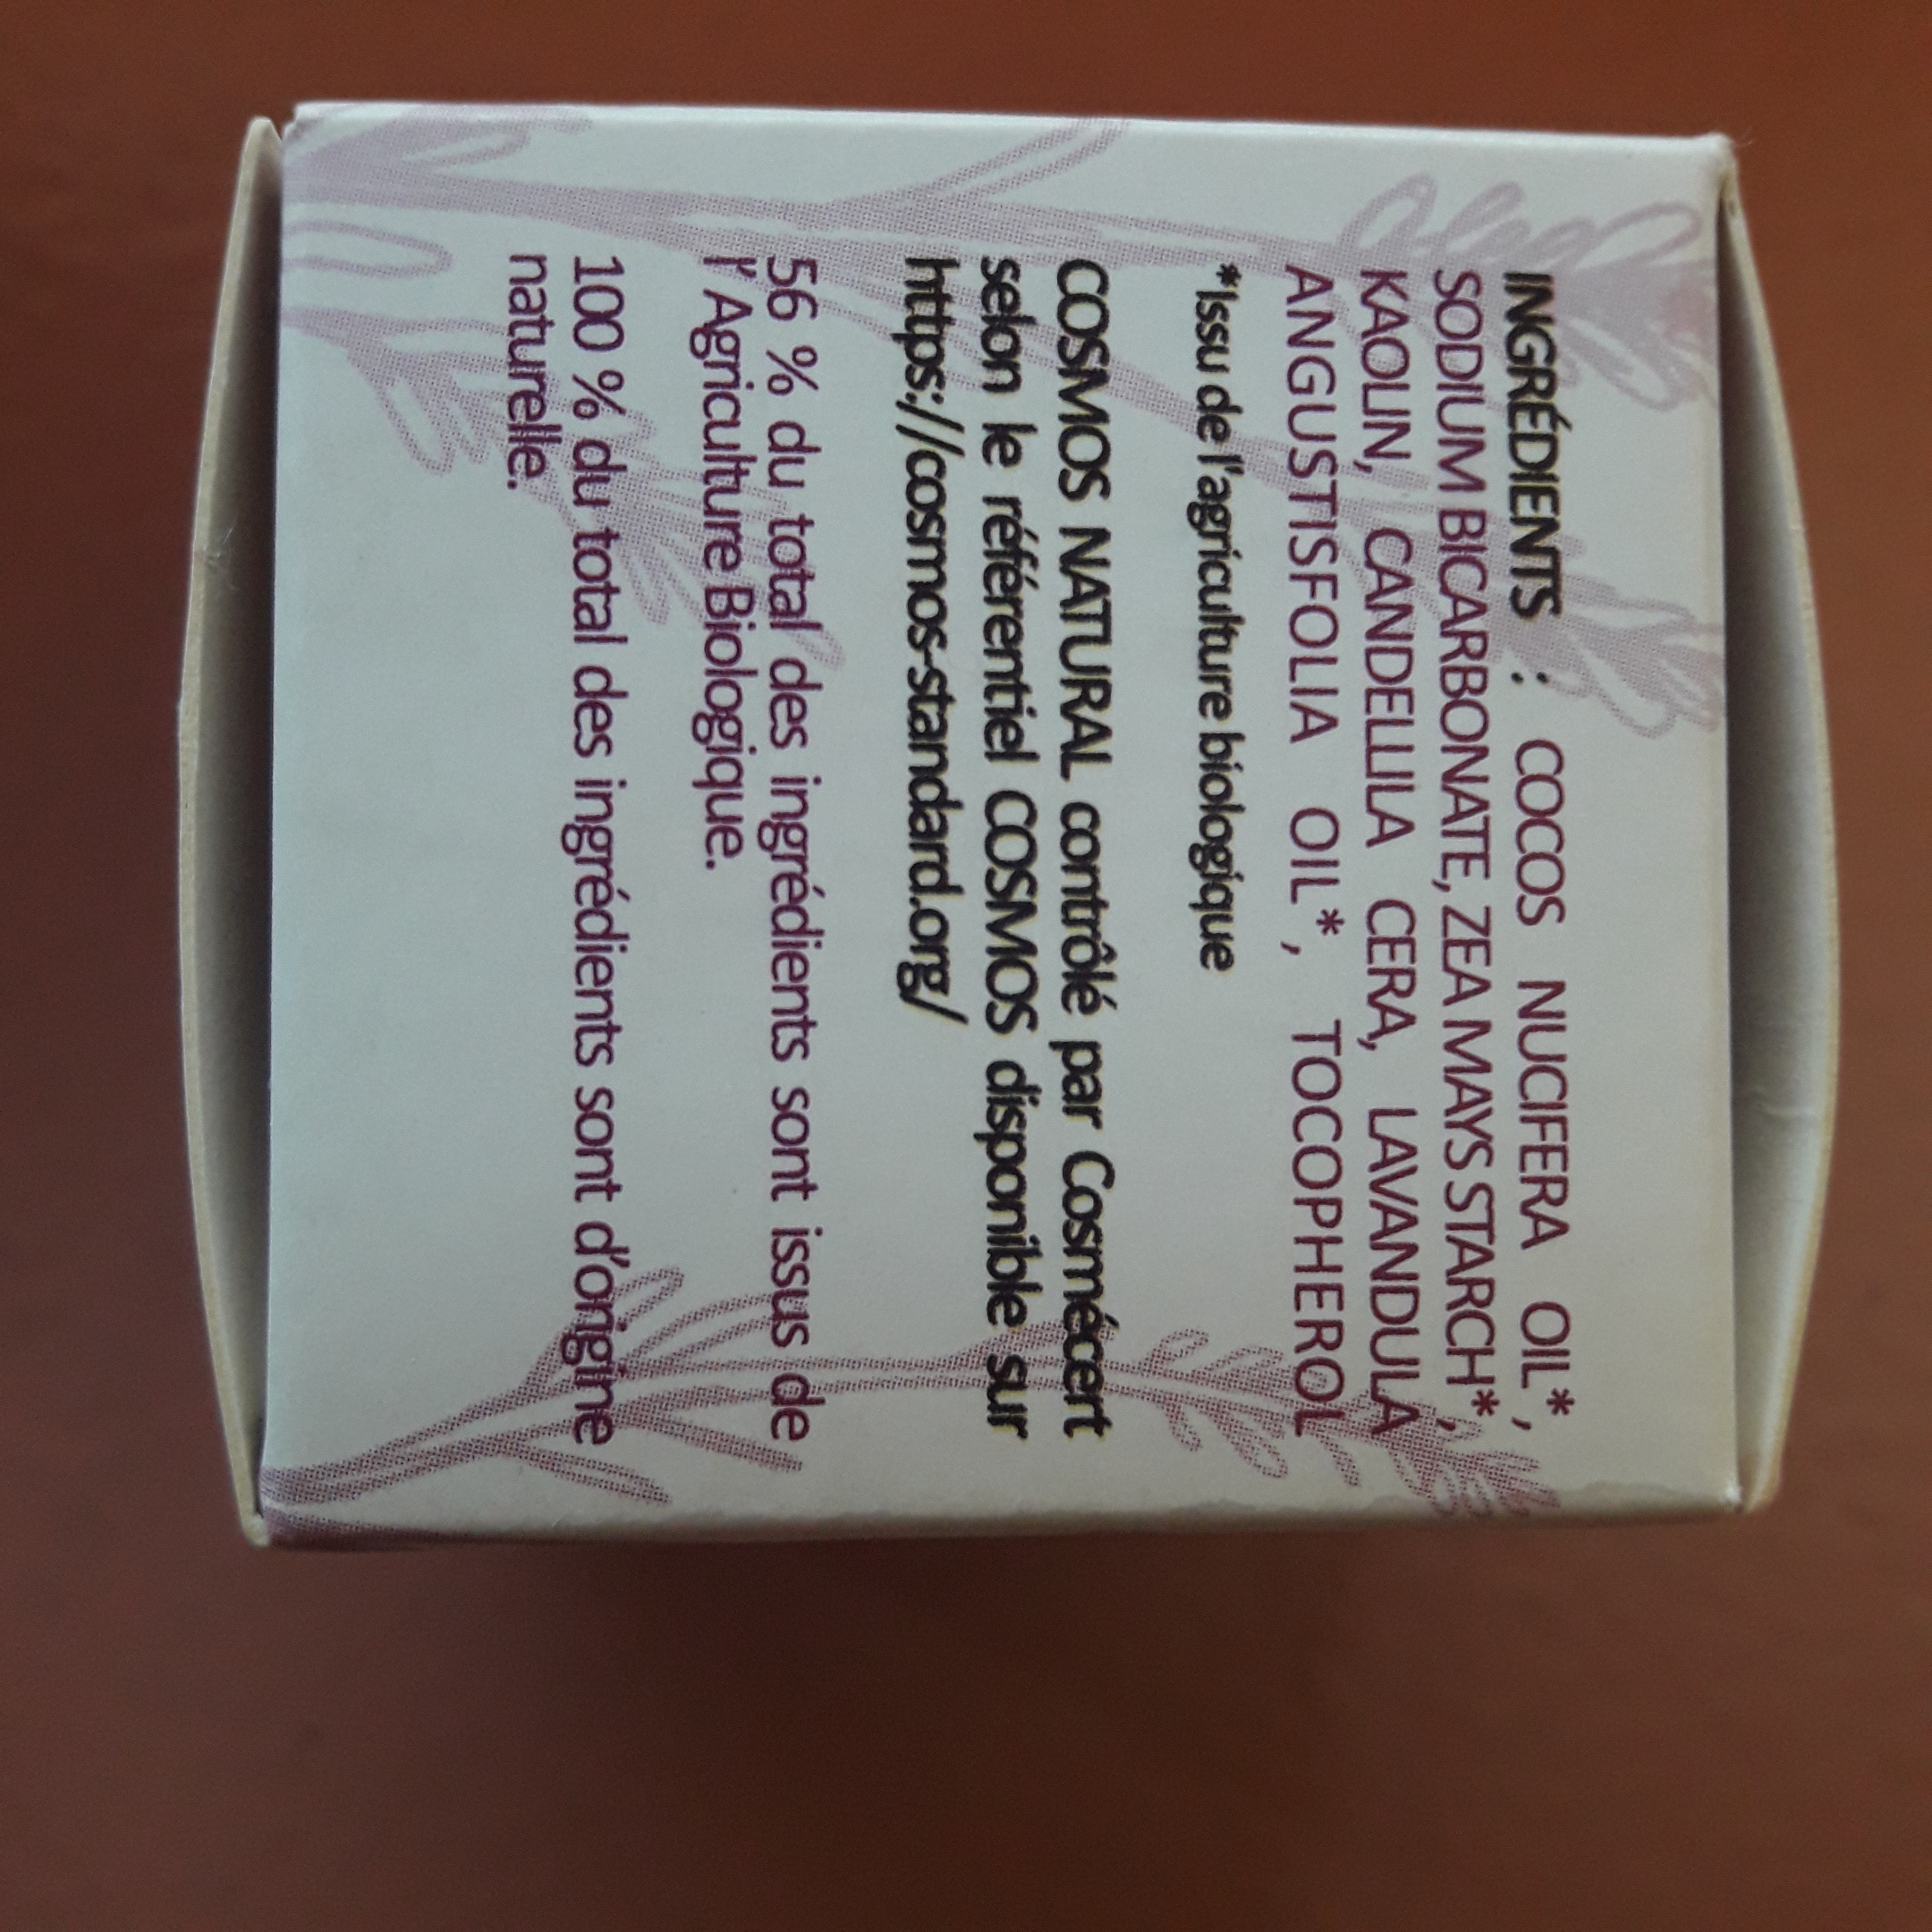 INGRÉDIENTS : COCOS NUCIFERA OIL*,
SODIUM BICARBONATE, ZEA MAYS STARCH*,
KAOLIN, CANDELLILA CERA, LAVANDULA
ANGUSTISFOLIA OIL*, TOCOPHEROL
*Issu de l'agriculture biologique
COSMOS NATURAL contrôlé par Cosmécert
selon le référentiel COSMOS disponible sur
https://cosmos-standard.org/
56 % du total des ingrédients sont issus de
l' Agriculture Biologique.
100 % du total des ingrédients sont d'origine
naturelle.